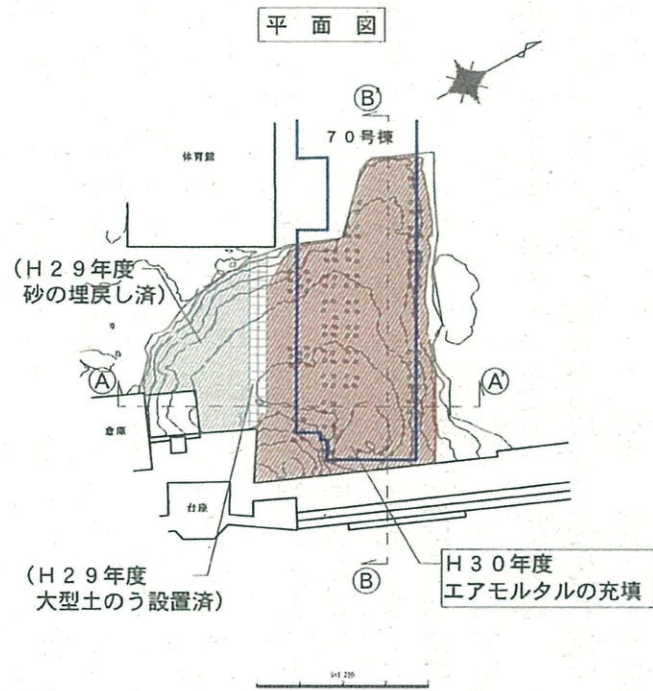 平面図
B'
70号棟
体育館
(H29年度
砂の埋戻し済)
A
A'
倉庫
台座
(H29年度
大型土のう設置済)
B
H30年度
エアモルタルの充填